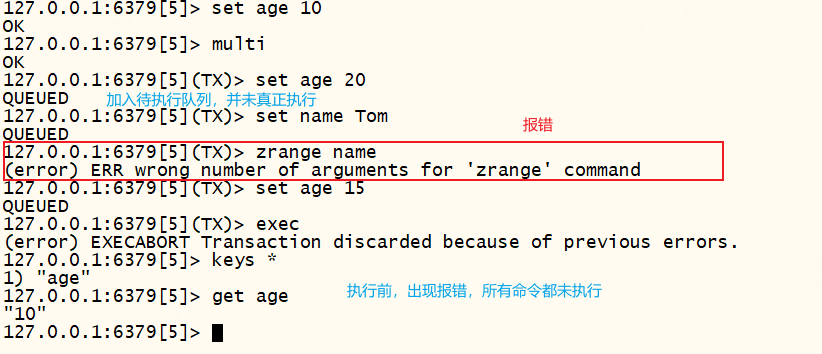 127.0.0.1:6379[5]> set age 10
OK
127.0.0.1:6379[5]> multi
OK
127.0.0.1:6379[5](TX)> set age 20
QUEUED 加入待执行队列，并未真正执行
127.0.0.1:6379[5](TX)> set name Tom
QUEUED 报错
127.0.0.1:6379[5](TX)> zrange name
(error) ERR wrong number of arguments for 'zrange' command
127.0.0.1:6379[5](TX)> set age 15
QUEUED
127.0.0.1:6379[5](TX)> exec
(error) EXECABORT Transaction discarded because of previous errors.
127.0.0.1:6379[5]> keys *
1) "age"
127.0.0.1:6379[5]> get age 执行前，出现报错，所有命令都未执行
"10"
127.0.0.1:6379[5]>